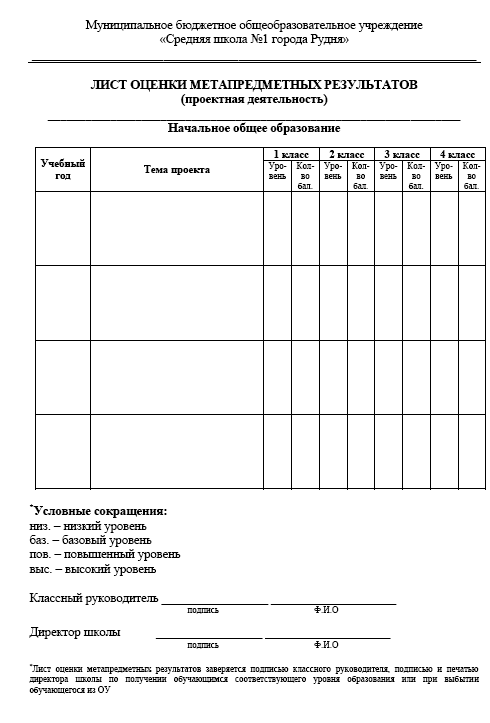 Муниципальное бюджетное общеобразовательное учреждение
«Средняя школа №1 города Рудня»
ЛИСТ ОЦЕНКИ МЕТАПРЕДМЕТНЫХ РЕЗУЛЬТАТОВ
(проектная деятельность)
Начальное общее образование
Учебный год Тема проекта 1 класс 2 класс 3 класс 4 класс
Уро- Кол- Уро- Кол- Уро- Кол- Уро- Кол-
вень во вень во вень во вень во
бал. бал. бал. бал.
*Условные сокращения:
низ. – низкий уровень
баз. – базовый уровень
пов. – повышенный уровень
выс. – высокий уровень
Классный руководитель ________________ ____________________
подпись Ф.И.О
Директор школы ________________ ____________________
подпись Ф.И.О
*Лист оценки метапредметных результатов заверяется подписью классного руководителя, подписью и печатью
директора школы по получении обучающимся соответствующего уровня образования или при выбытии
обучающегося из ОУ